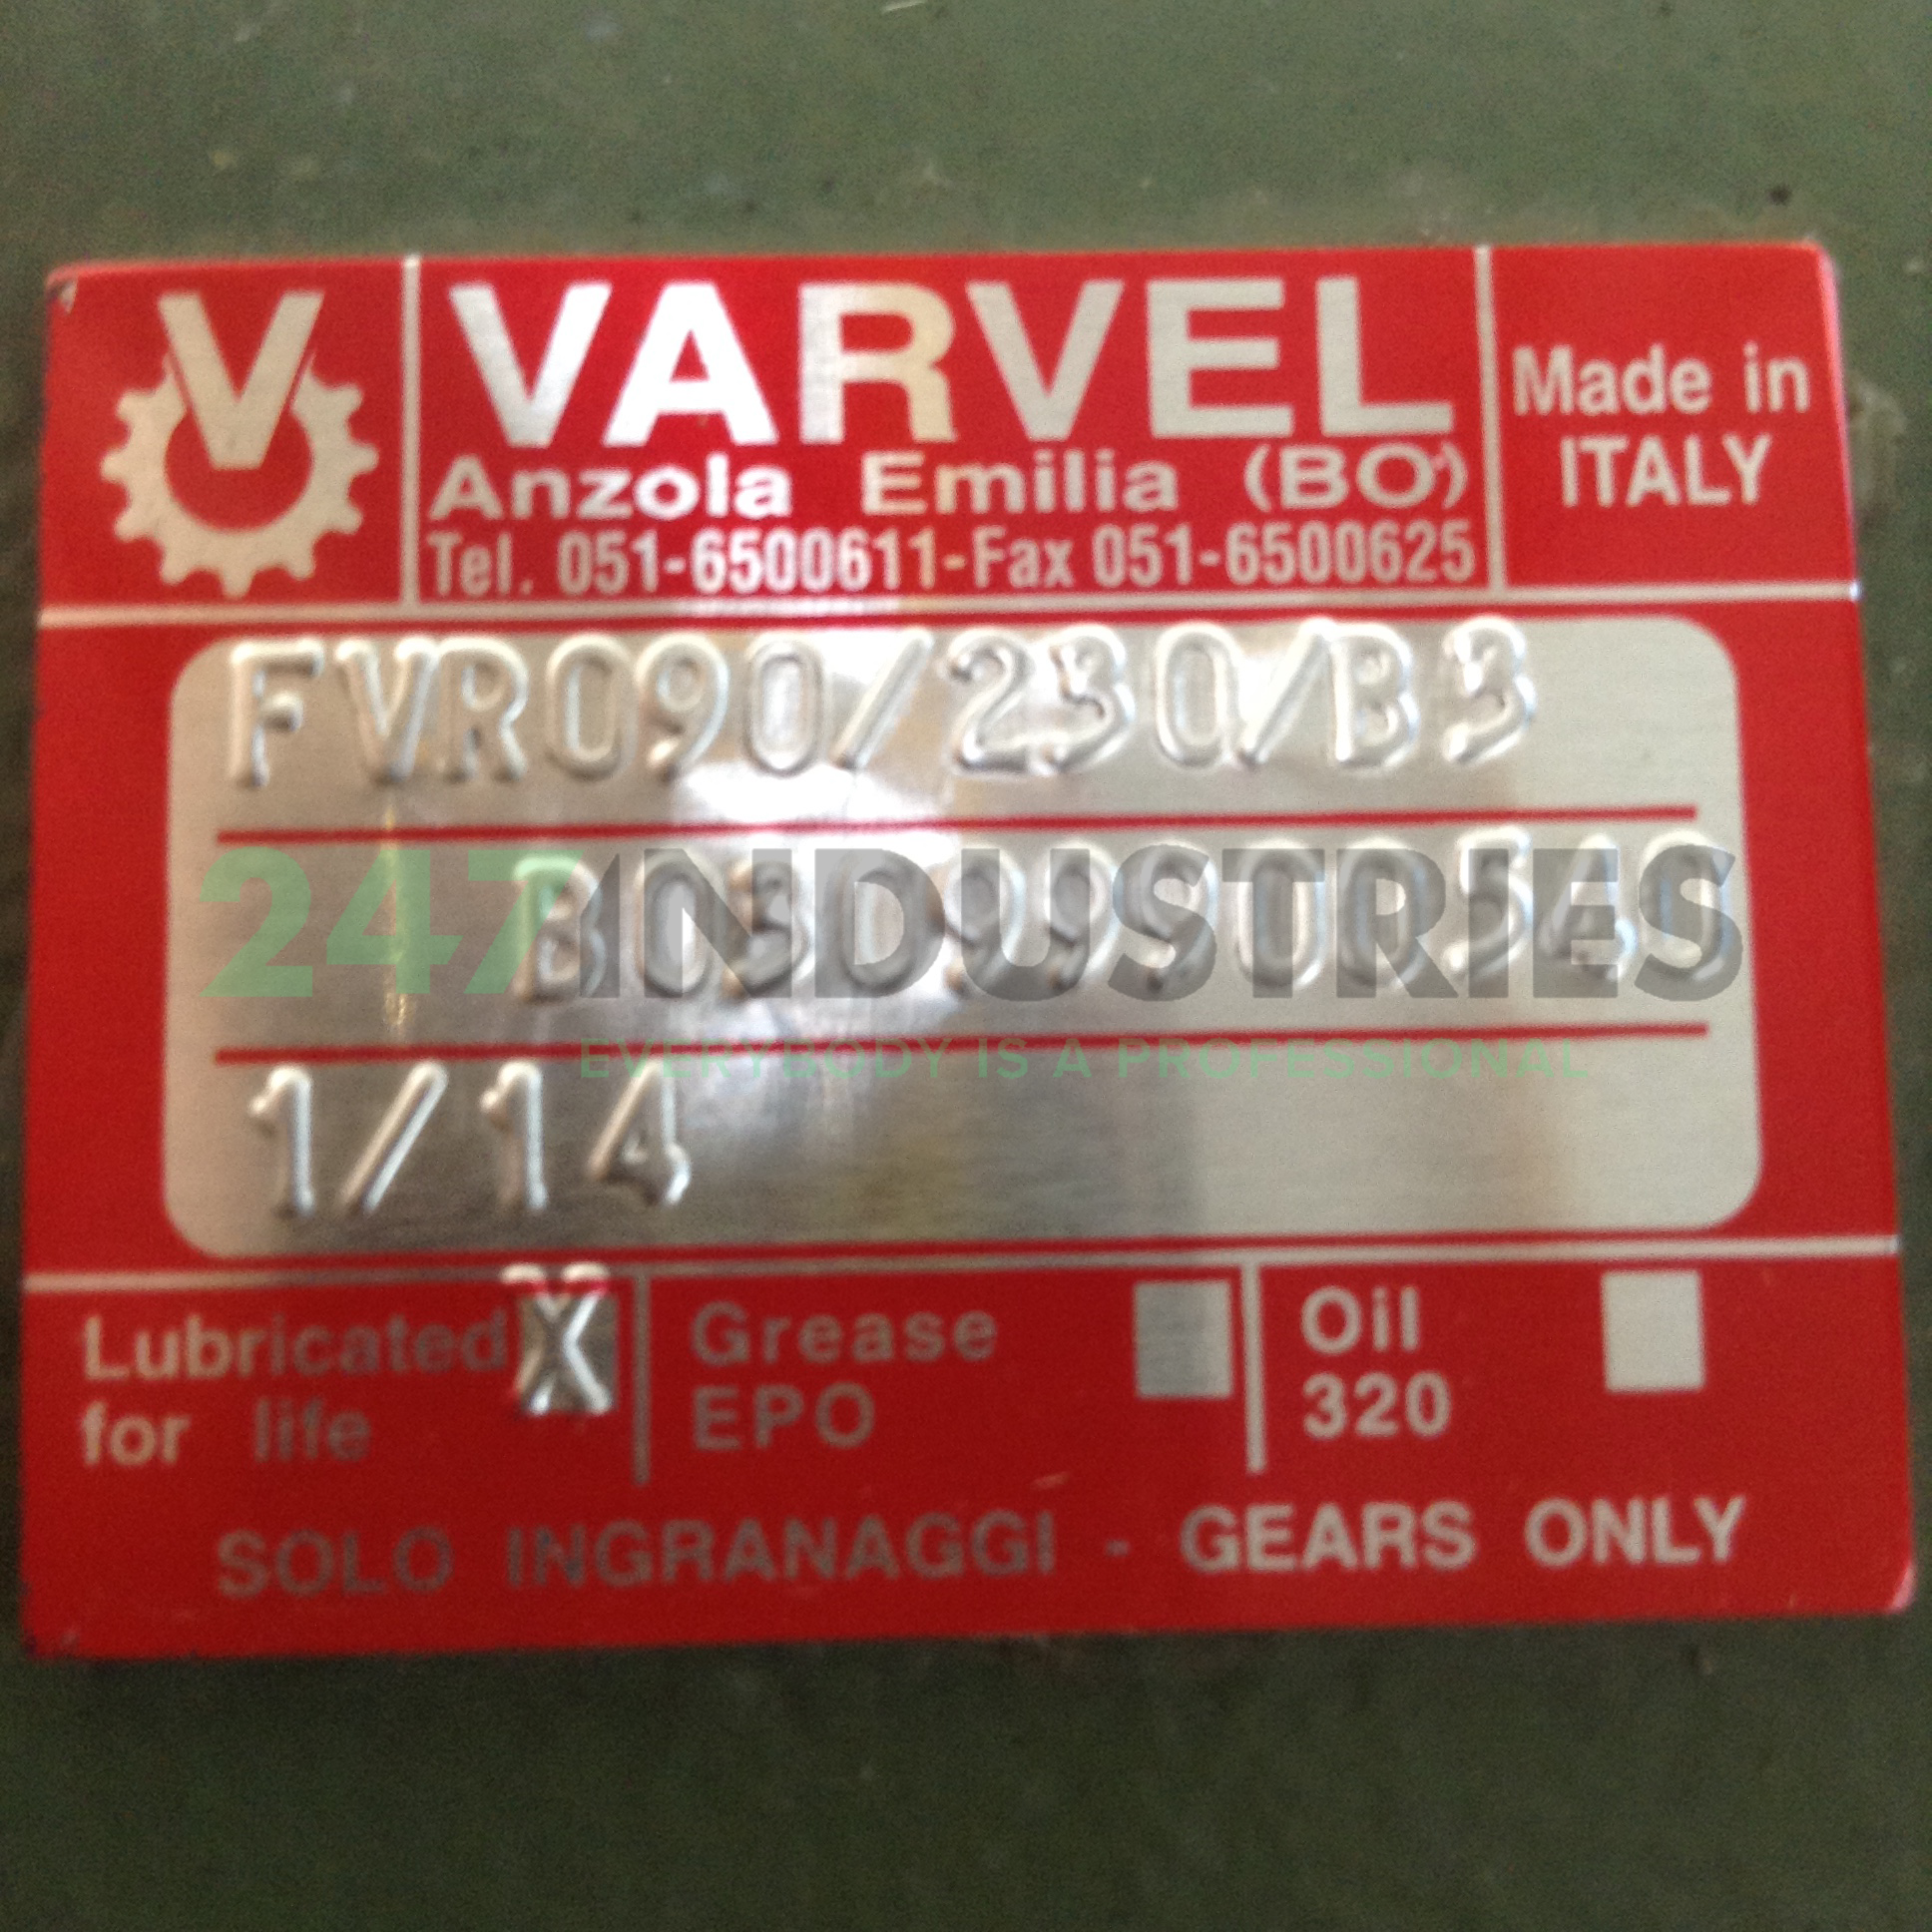 V
VARVEL
Anzola Emilia (BO)
Tel. 051-6500611-Fax 051-6500625
Made in
ITALY
FVR090/230/B3
247INDUSTRIES
EVERYBODY IS A PROFESSIONAL
1/14
Lubricated X
for life
Grease
EPO
Oil
320
SOLO INGRANAGGI - GEARS ONLY